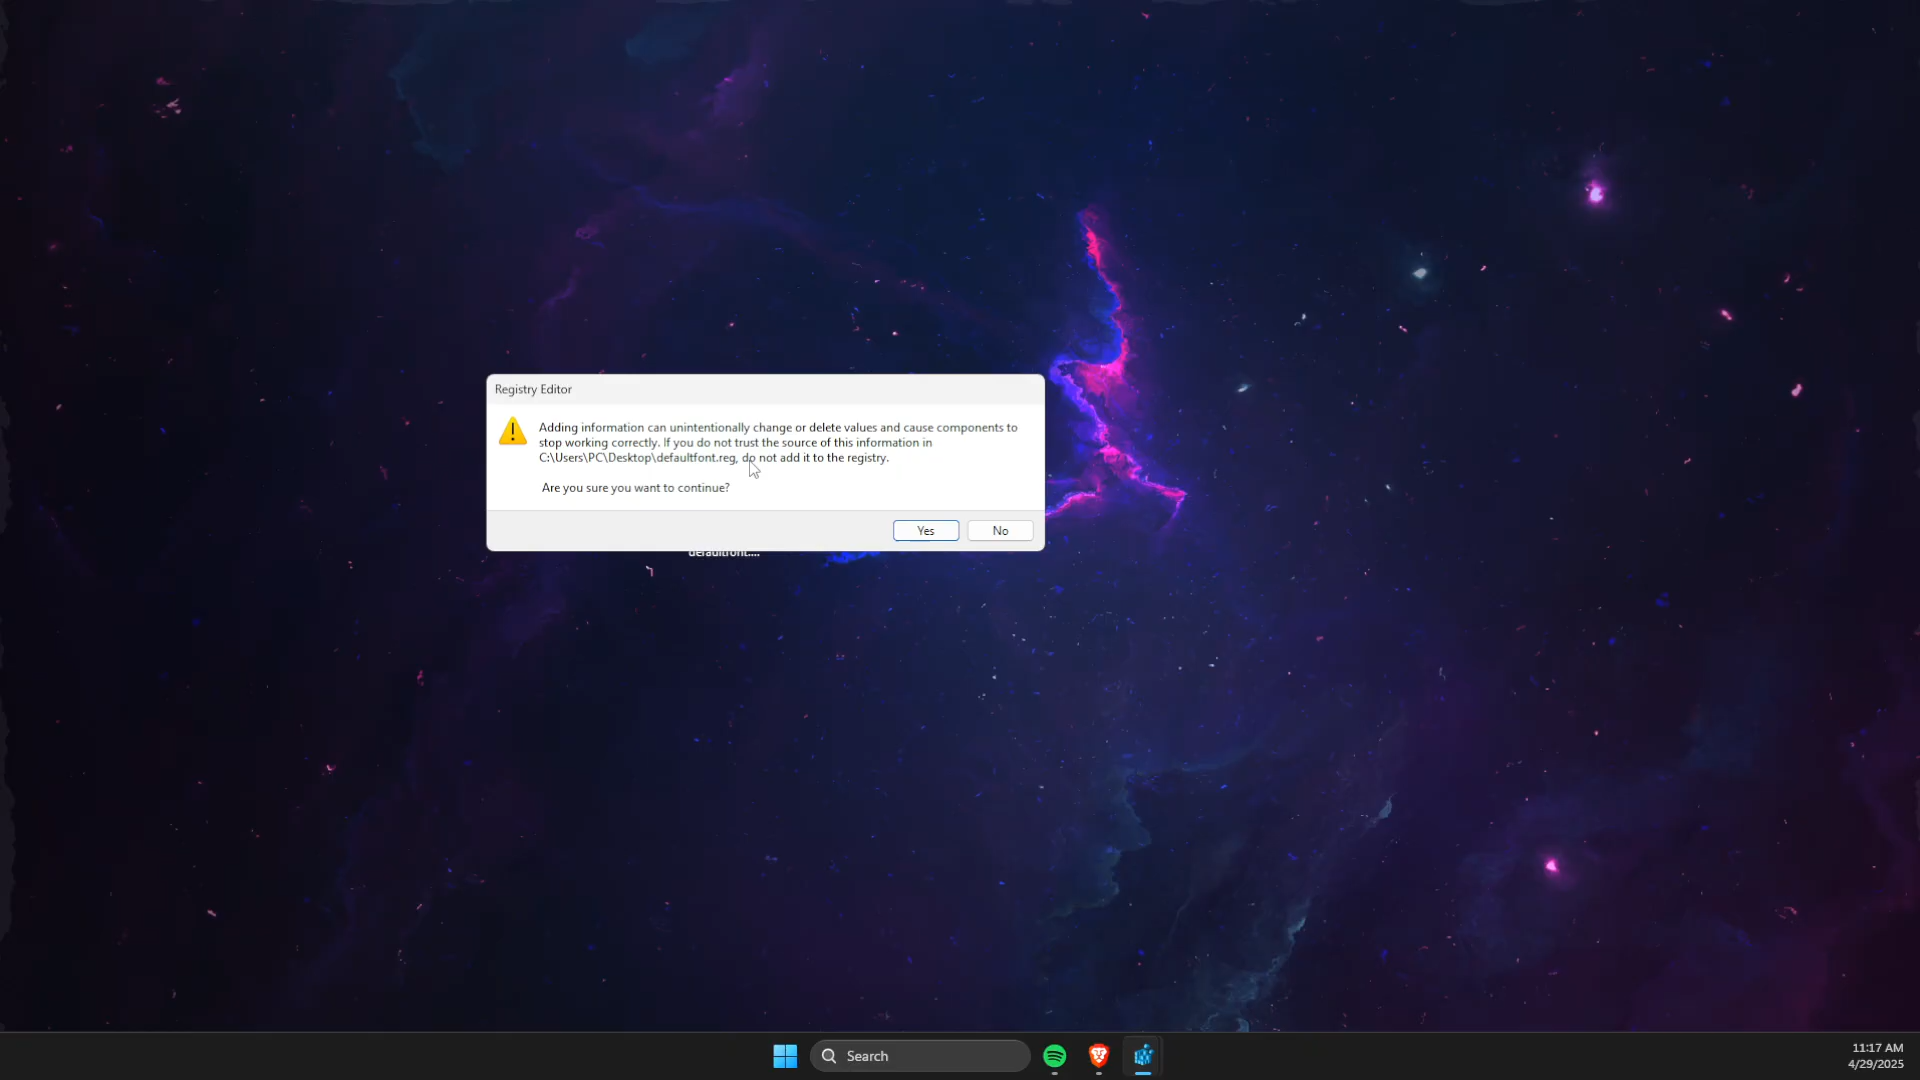 Registry Editor
Adding information can unintentionally change or delete values and cause components to
stop working correctly. If you do not trust the source of this information in
C:\Users\PC\Desktop\defaultfont.reg, do not add it to the registry.
Are you sure you want to continue?
Yes
No
defaultfont....
Search
11:17 AM
4/29/2025